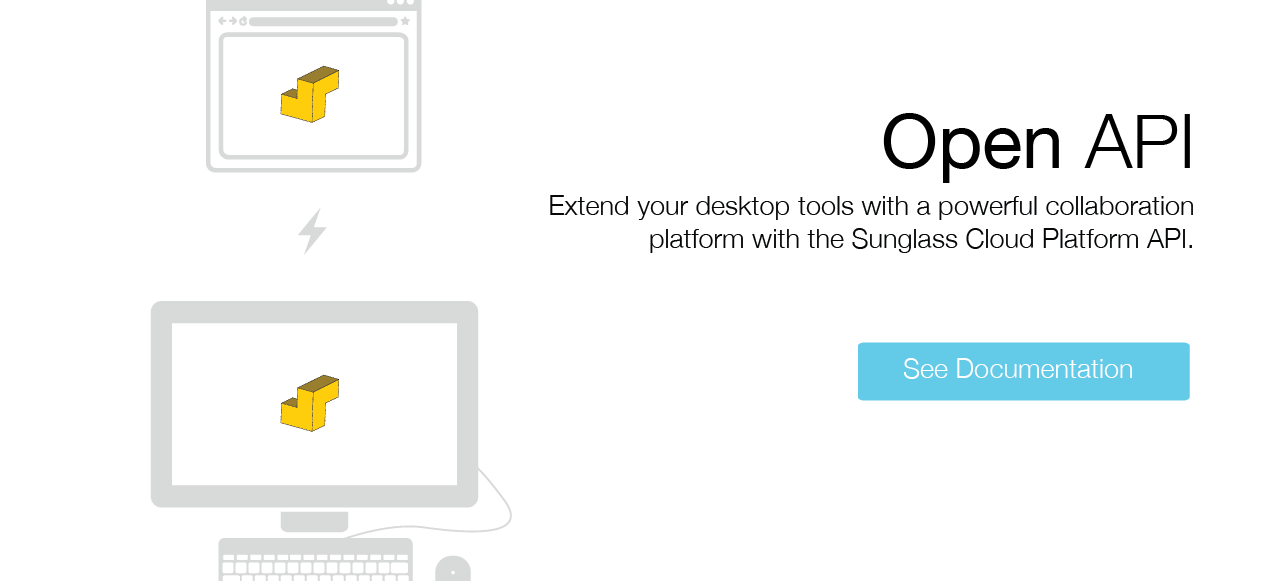 Open API
Extend your desktop tools with a powerful collaboration
platform with the Sunglass Cloud Platform API.
See Documentation